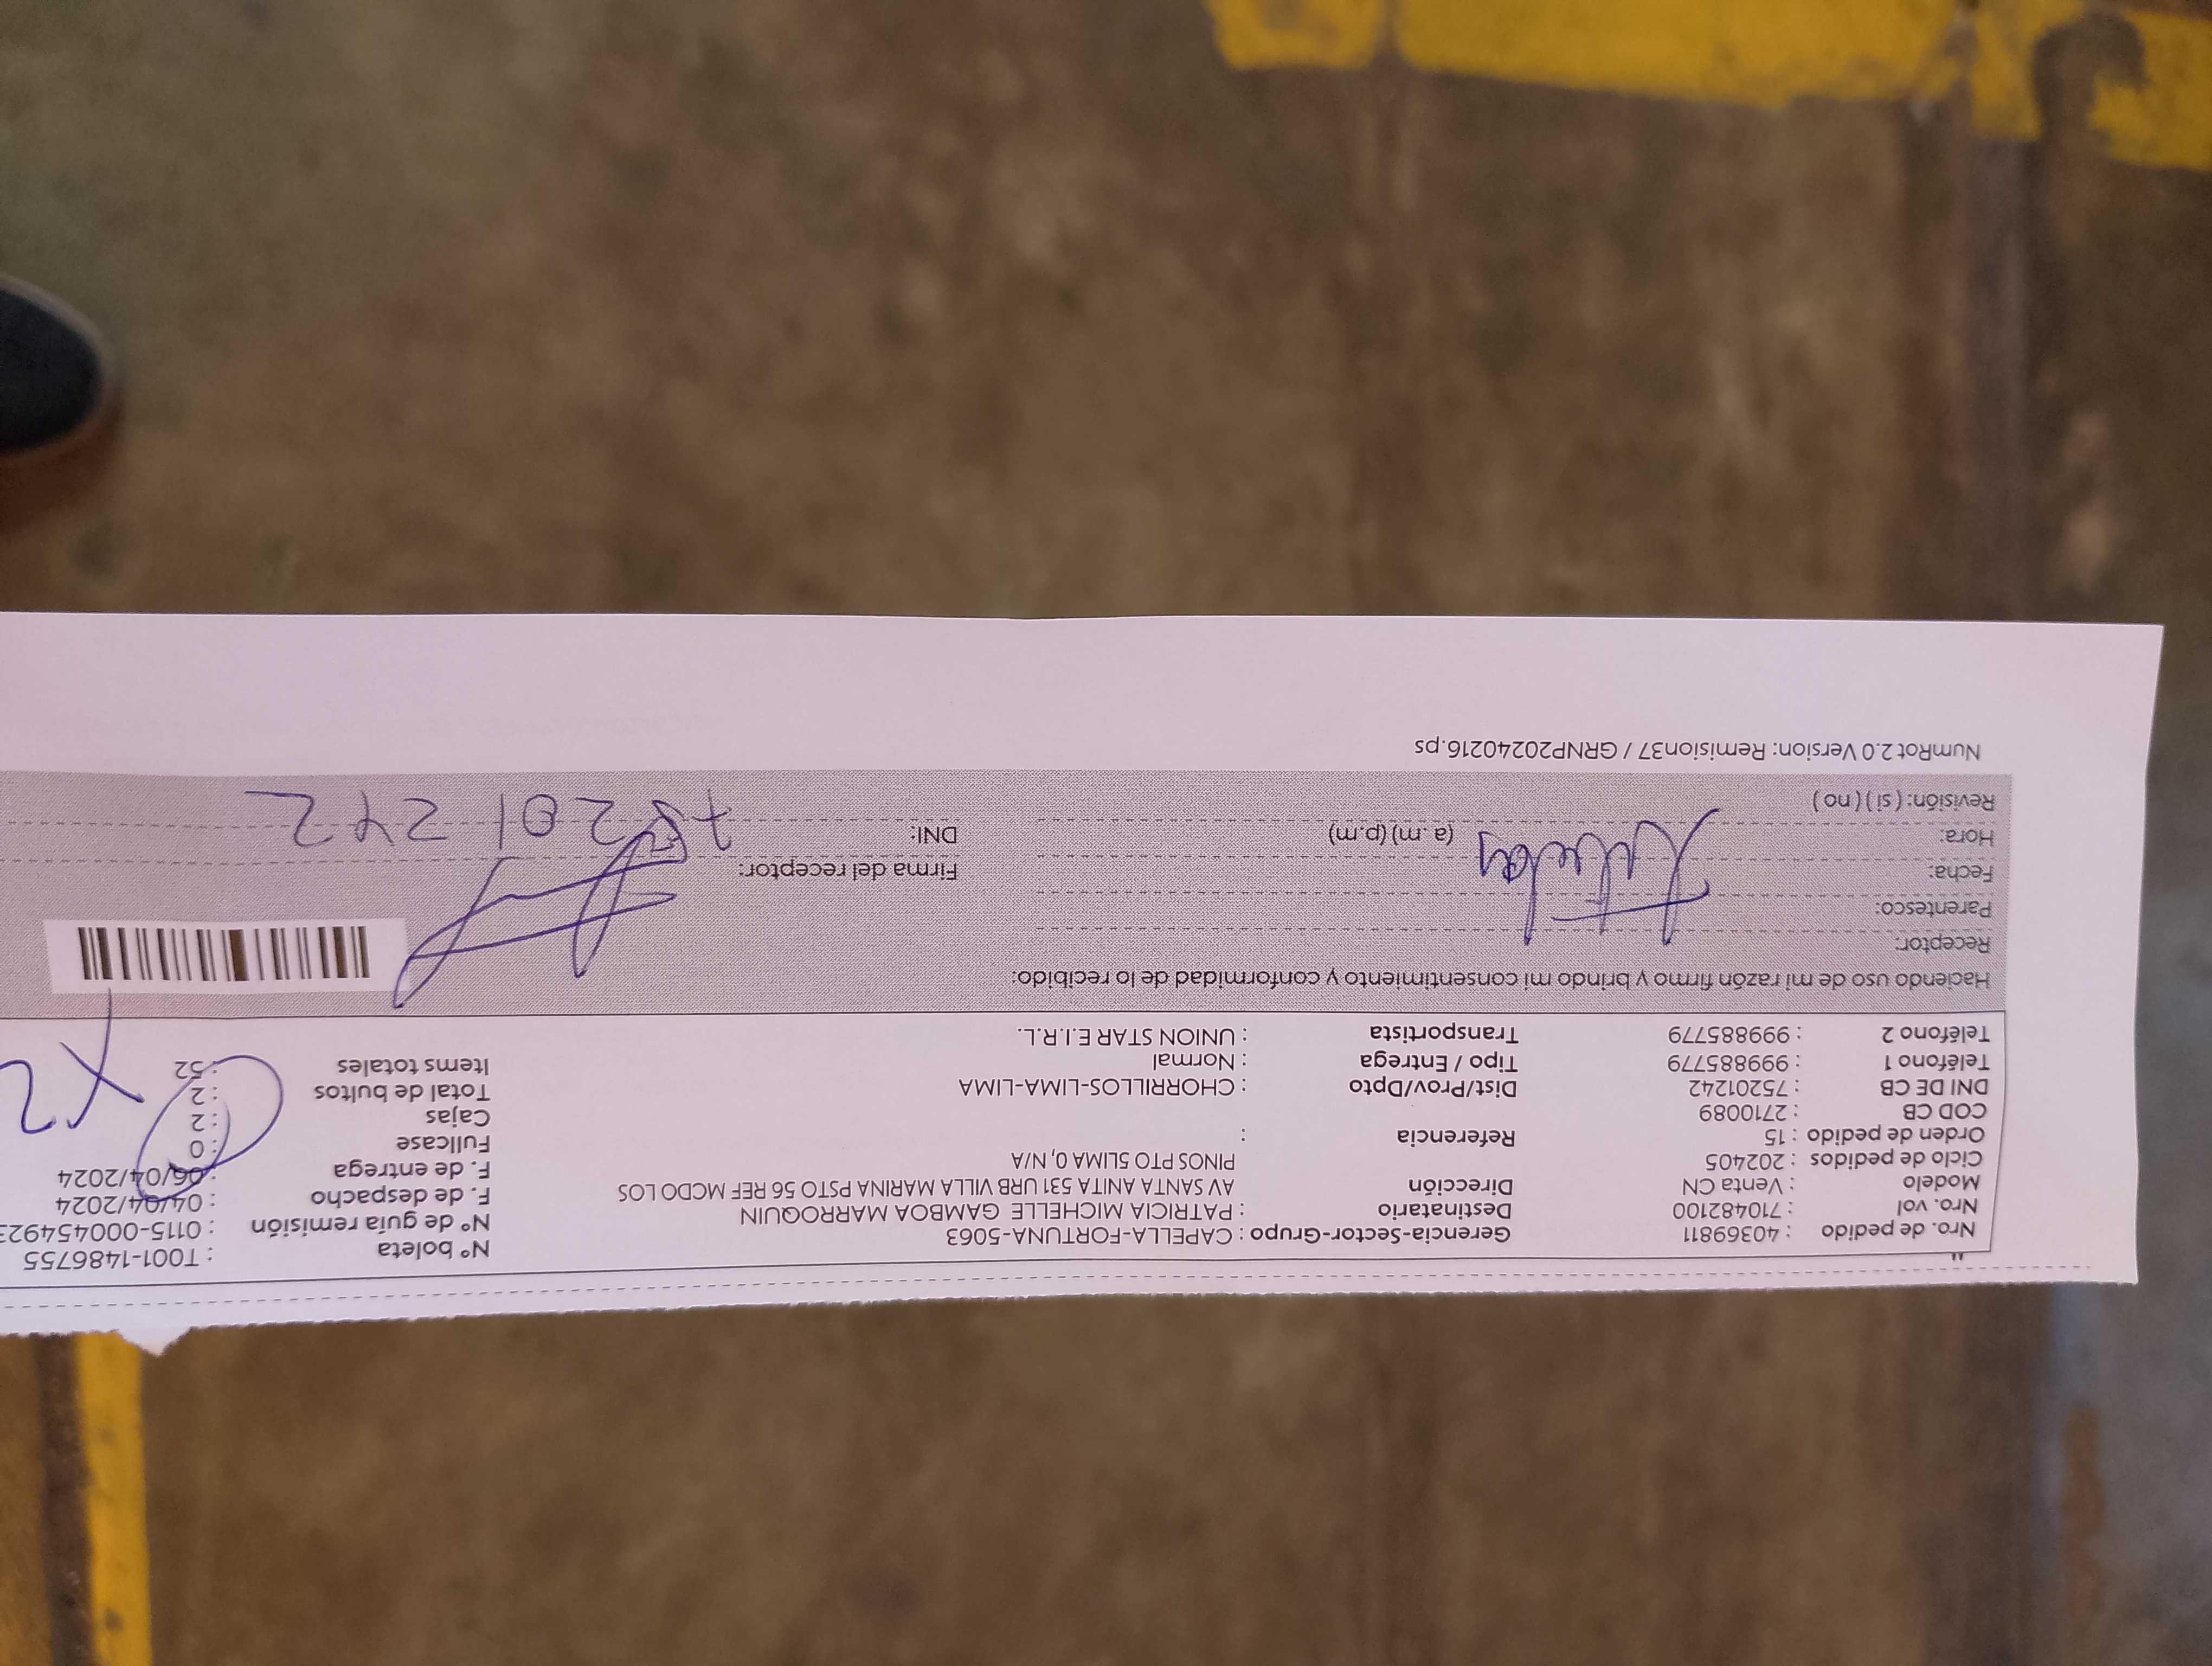 Nro. de pedido : 40369811
Nro. vol : 710482100
Modelo : Venta CN
Ciclo de pedidos : 202405
Orden de pedido : 15
COD CB : 2710089
DNI DE CB : 75201242
Teléfono 1 : 999885779
Teléfono 2 : 999885779
Gerencia-Sector-Grupo : CAPELLA-FORTUNA-5063
Destinatario : PATRICIA MICHELLE GAMBOA MARROQUIN
Dirección AV SANTA ANITA 531 URB VILLA MARINA PSTO 56 REF MCDO LOS
PINOS PTO 5LIMA 0, N/A
Referencia :
Dist/Prov/Dpto : CHORRILLOS-LIMA-LIMA
Tipo / Entrega : Normal
Transportista : UNION STAR E.I.R.L.
N° boleta : T001-1486755
N° de guía remisión : 0115-000454923
F. de despacho : 04/04/2024
F. de entrega : 06/04/2024
Fullcase : 0
Cajas : 2
Total de bultos : 2
Items totales : 52
X2
Haciendo uso de mi razón firmo y brindo mi consentimiento y conformidad de lo recibido:
Receptor:
Parentesco:
Fecha:
Hora: (a. m) (p.m)
Revisión: ( si ) ( no )
Firma del receptor:
DNI: 75201242
NumRot 2.0 Version: Remision37 / GRNP20240216.ps